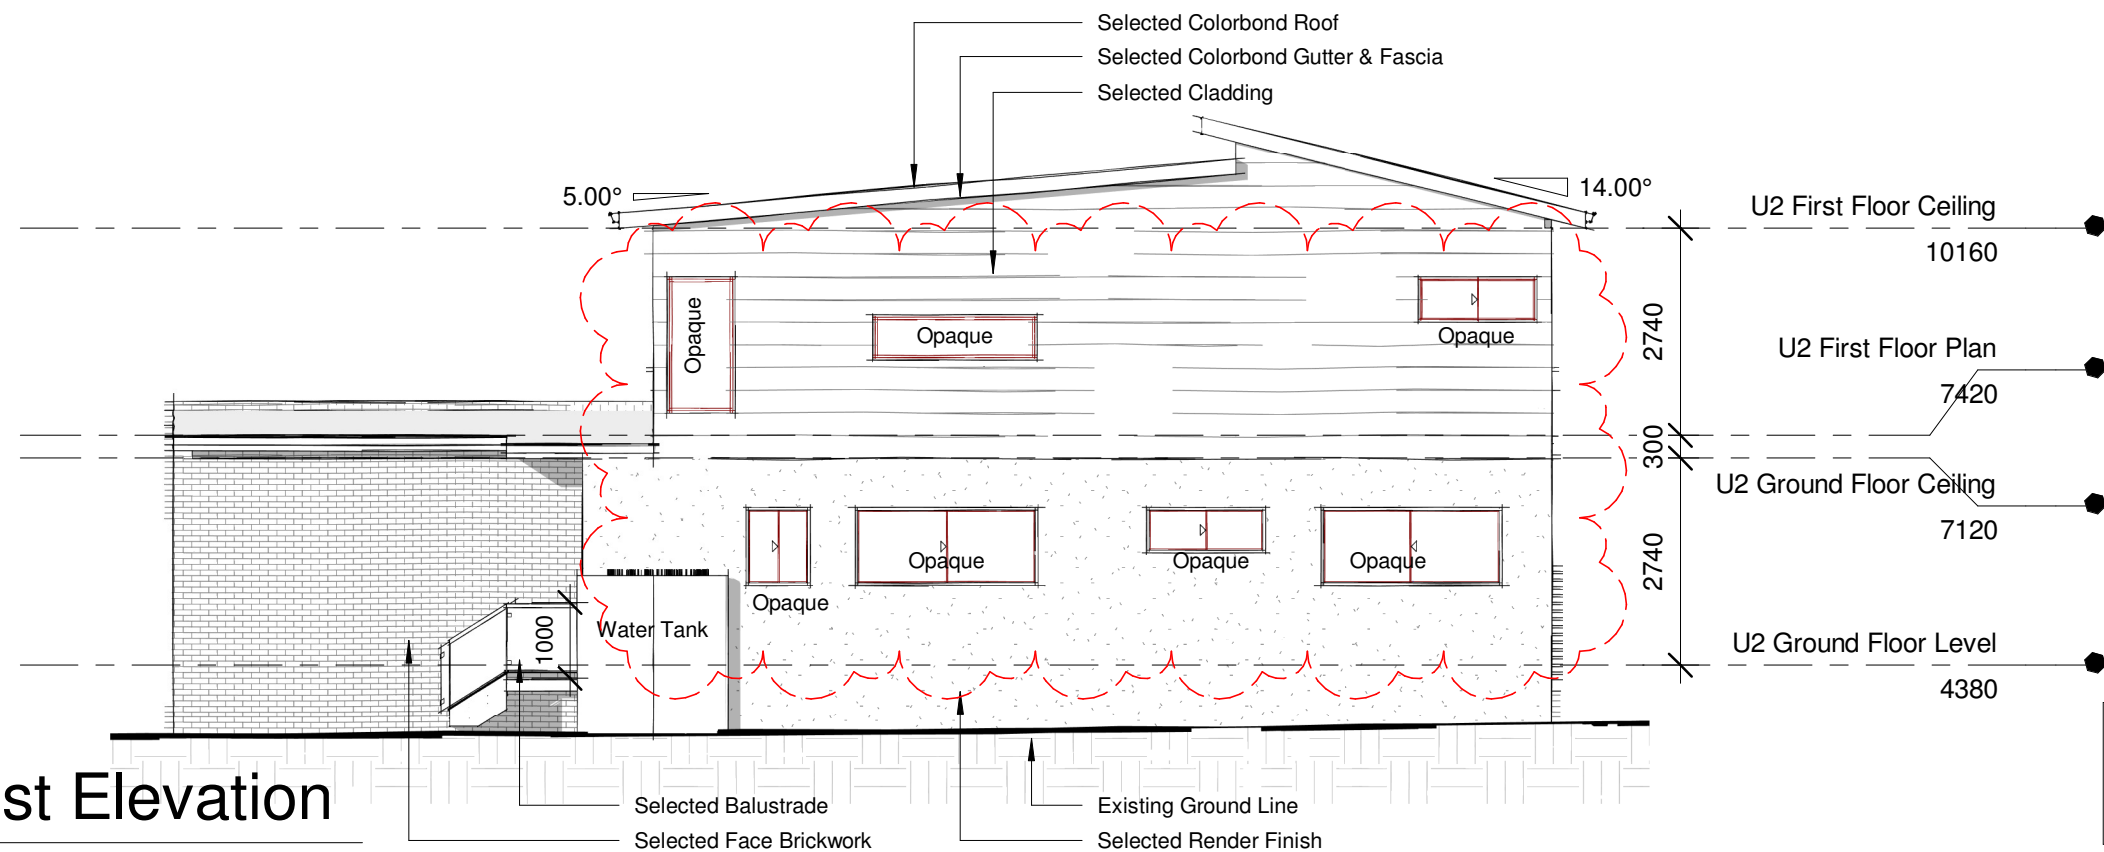 Selected Colorbond Roof
Selected Colorbond Gutter & Fascia
Selected Cladding
5.00°
14.00°
U2 First Floor Ceiling
10160
Opaque
Opaque
Opaque
2740
U2 First Floor Plan
7420
300
U2 Ground Floor Ceiling
7120
Opaque
Opaque
Opaque
Opaque
2740
1000
Water Tank
U2 Ground Floor Level
4380
st Elevation
Selected Balustrade
Existing Ground Line
Selected Face Brickwork
Selected Render Finish